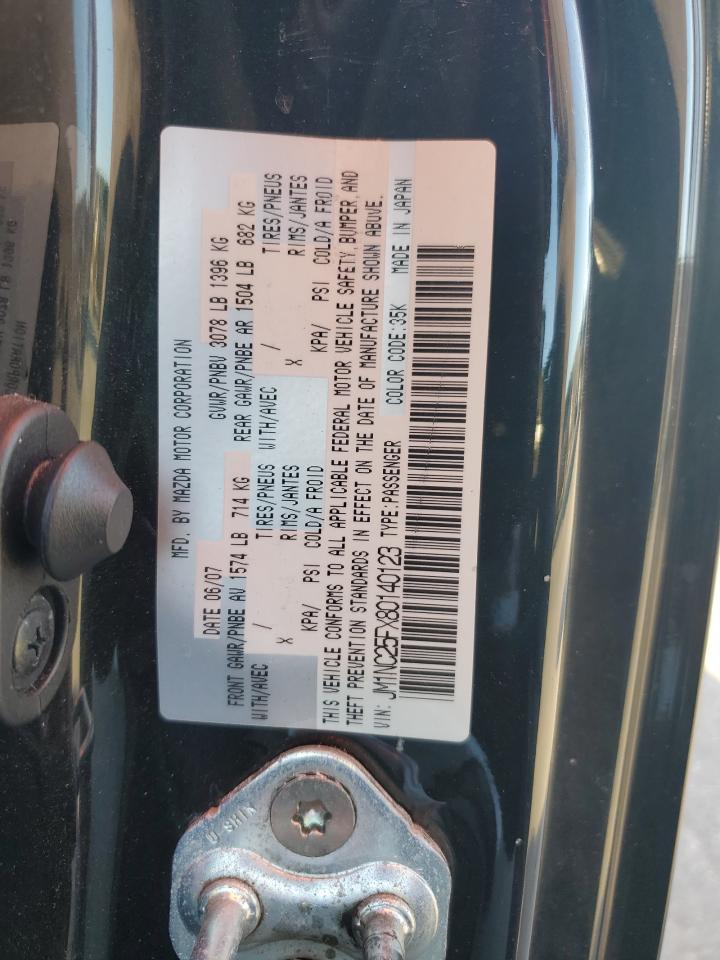 MFD. BY MAZDA MOTOR CORPORATION
DATE 06/07 GVWR/PNBV 3078 LB 1396 KG
FRONT GAWR/PNBE AV 1574 LB 714 KG REAR GAWR/PNBE AR 1504 LB 682 KG
WITH/AVEC / TIRES/PNEUS WITH/AVEC / TIRES/PNEUS
X RIMS/JANTES X RIMS/JANTES
KPA/ PSI COLD/A FROID KPA/ PSI COLD/A FROID
THIS VEHICLE CONFORMS TO ALL APPLICABLE FEDERAL MOTOR VEHICLE SAFETY, BUMPER, AND
THEFT PREVENTION STANDARDS IN EFFECT ON THE DATE OF MANUFACTURE SHOWN ABOVE.
VIN: JM1NC25FX80140123 TYPE:PASSENGER COLOR CODE:35K MADE IN JAPAN
U-SHIN